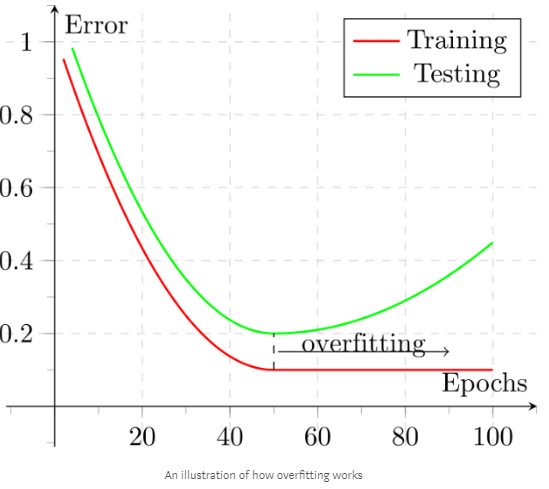 Error
Training
Testing
1
0.8
0.6
0.4
0.2
overfitting
Epochs
20 40 60 80 100
An illustration of how overfitting works